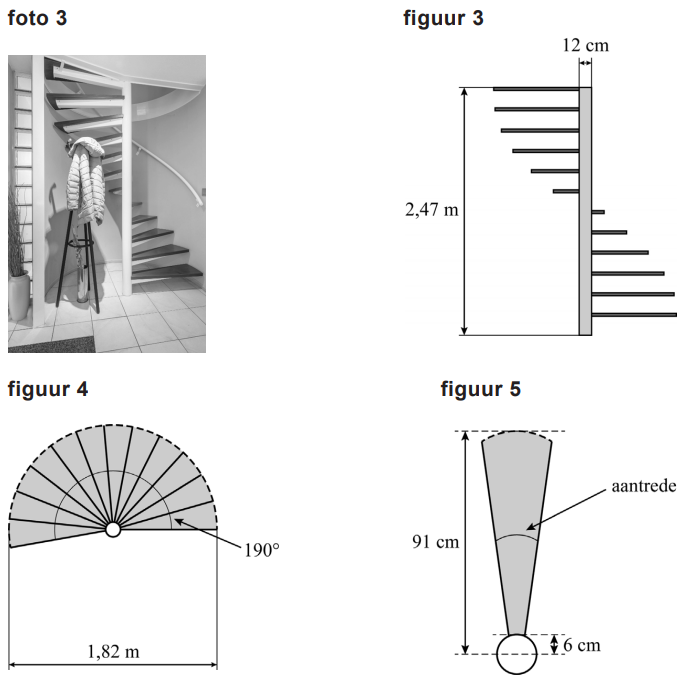 foto 3
figuur 3
12 cm
2,47 m
figuur 4
190°
1,82 m
figuur 5
aantrede
91 cm
6 cm